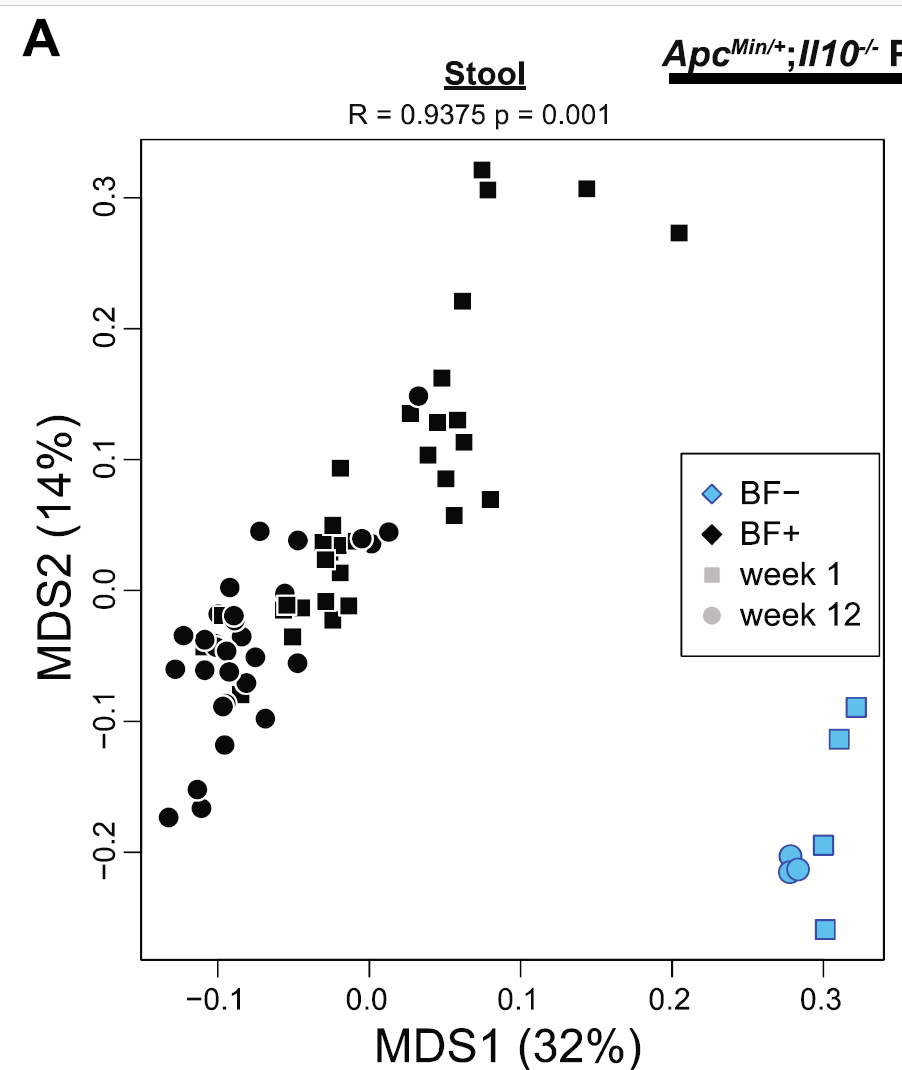 A
Apc^Min/+;Il10^-/- P
Stool
R = 0.9375 p = 0.001
MDS2 (14%)
0.3
0.2
0.1
0.0
−0.1
−0.2
BF−
BF+
week 1
week 12
−0.1 0.0 0.1 0.2 0.3
MDS1 (32%)